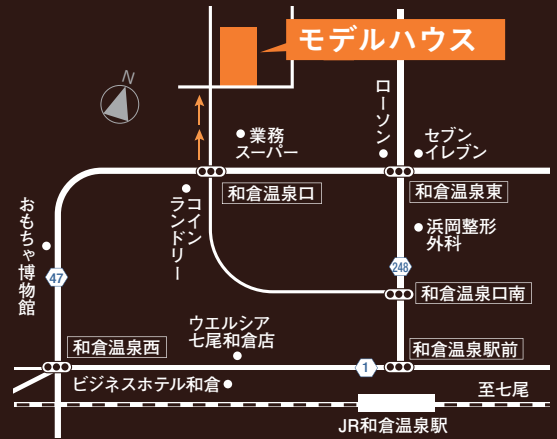 モデルハウス
N
ローソン
セブン
イレブン
業務
スーパー
和倉温泉口
和倉温泉東
コイン
ランドリー
おもちゃ博物館
浜岡整形
外科
47
248
和倉温泉口南
ウエルシア
七尾和倉店
和倉温泉西
和倉温泉駅前
1
ビジネスホテル和倉
至七尾
JR和倉温泉駅